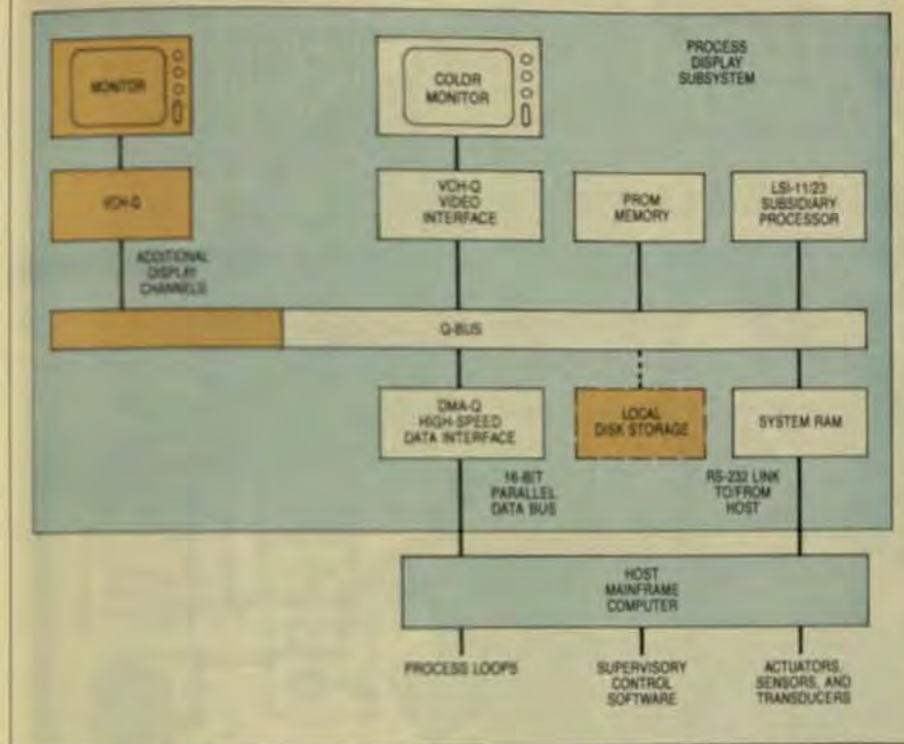 PROCESS
DISPLAY
SUBSYSTEM
MONITOR
COLOR
MONITOR
VCH-Q
VCH-Q
VIDEO
INTERFACE
PROM
MEMORY
LSI-11/23
SUBSIDIARY
PROCESSOR
ADDITIONAL
DISPLAY
CHANNELS
Q-BUS
DMA-Q
HIGH-SPEED
DATA INTERFACE
LOCAL
DISK STORAGE
SYSTEM RAM
16-BIT
PARALLEL
DATA BUS
RS-232 LINK
TO/FROM
HOST
HOST
MAINFRAME
COMPUTER
PROCESS LOOPS
SUPERVISORY
CONTROL
SOFTWARE
ACTUATORS,
SENSORS, AND
TRANSDUCERS